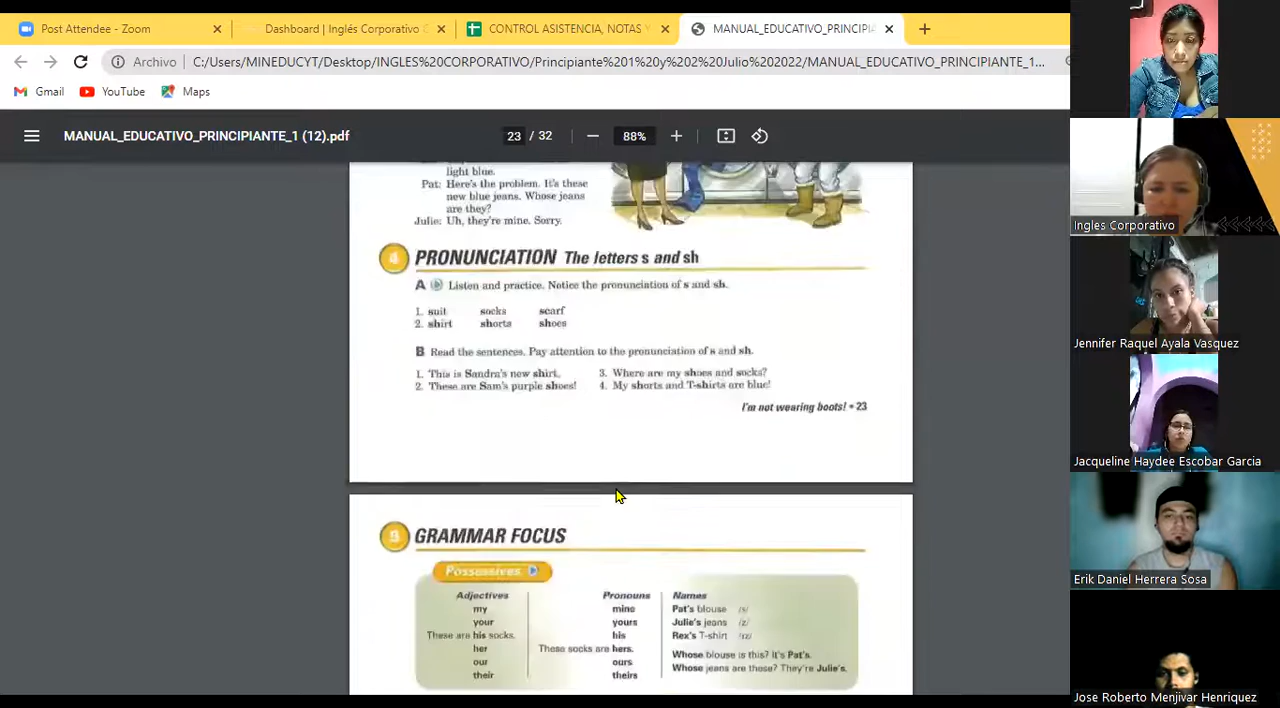 Post Attendee - Zoom
Dashboard | Inglés Corporativo
CONTROL ASISTENCIA, NOTAS Y
MANUAL_EDUCATIVO_PRINCIPI
Archivo
C:/Users/MINEDUCYT/Desktop/INGLES%20CORPORATIVO/Principiante%201%20y%202%20Julio%202022/MANUAL_EDUCATIVO_PRINCIPIANTE_1...
Gmail
YouTube
Maps
MANUAL_EDUCATIVO_PRINCIPIANTE_1 (12).pdf
23 / 32
88%
light blue.
Pat: Here's the problem. It's these
new blue jeans. Whose jeans
are they?
Julie: Uh, they're mine. Sorry.
4 PRONUNCIATION The letters s and sh
A Listen and practice. Notice the pronunciation of s and sh.
1. suit socks scarf
2. shirt shorts shoes
B Read the sentences. Pay attention to the pronunciation of s and sh.
1. This is Sandra's new shirt.
2. These are Sam's purple shoes!
3. Where are my shoes and socks?
4. My shorts and T-shirts are blue!
I'm not wearing boots! • 23
GRAMMAR FOCUS
Possessives
Adjectives Pronouns Names
my mine Pat's blouse /s/
your yours Julie's jeans /z/
These are his socks. his Rex's T-shirt /ɪz/
her These socks are hers. Whose blouse is this? It's Pat's.
our ours Whose jeans are these? They're Julie's.
their theirs
Ingles Corporativo
Jennifer Raquel Ayala Vasquez
Jacqueline Haydee Escobar Garcia
Erik Daniel Herrera Sosa
Jose Roberto Menjivar Henriquez